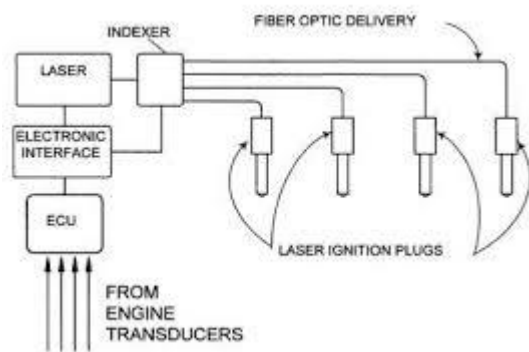 INDEXER
FIBER OPTIC DELIVERY
LASER
ELECTRONIC
INTERFACE
ECU
LASER IGNITION PLUGS
FROM
ENGINE
TRANSDUCERS